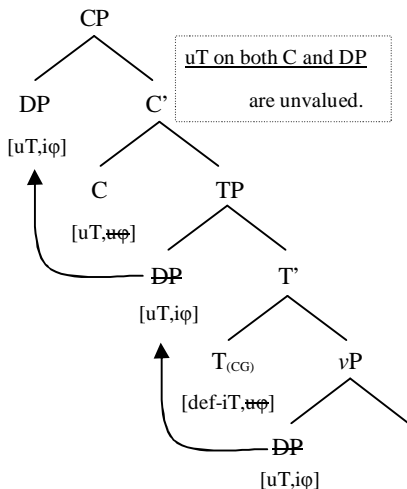 CP
uT on both C and DP
are unvalued.
DP
C’
[uT,iφ]
C
TP
[uT,uφ]
DP
T’
[uT,iφ]
T(CG)
vP
[def-iT,uφ]
DP
[uT,iφ]